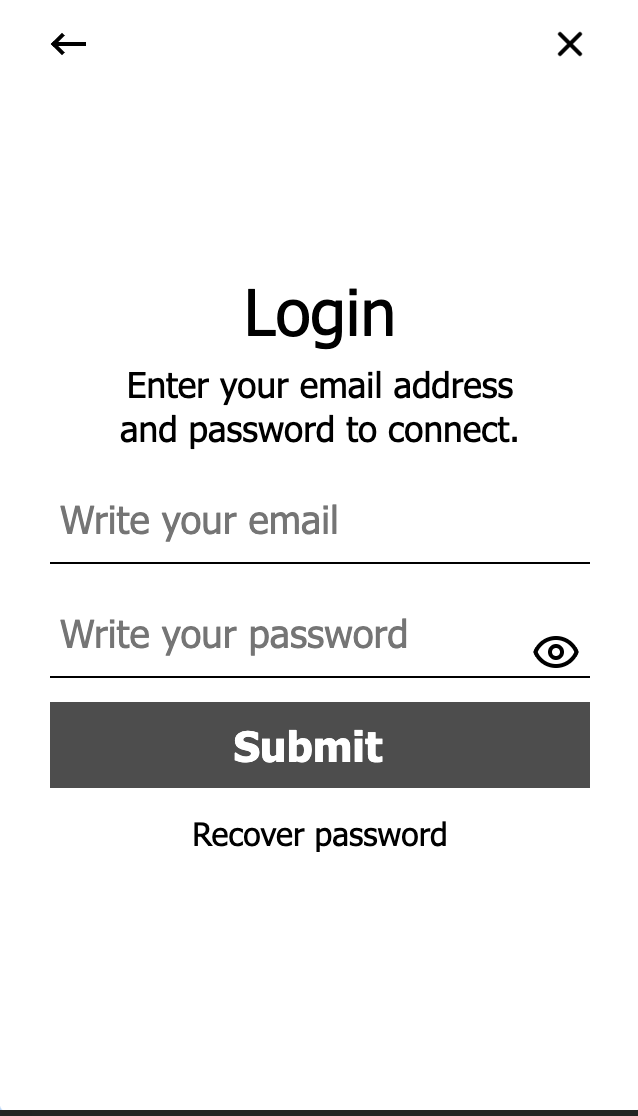 Login
Enter your email address
and password to connect.
Write your email
Write your password
Submit
Recover password